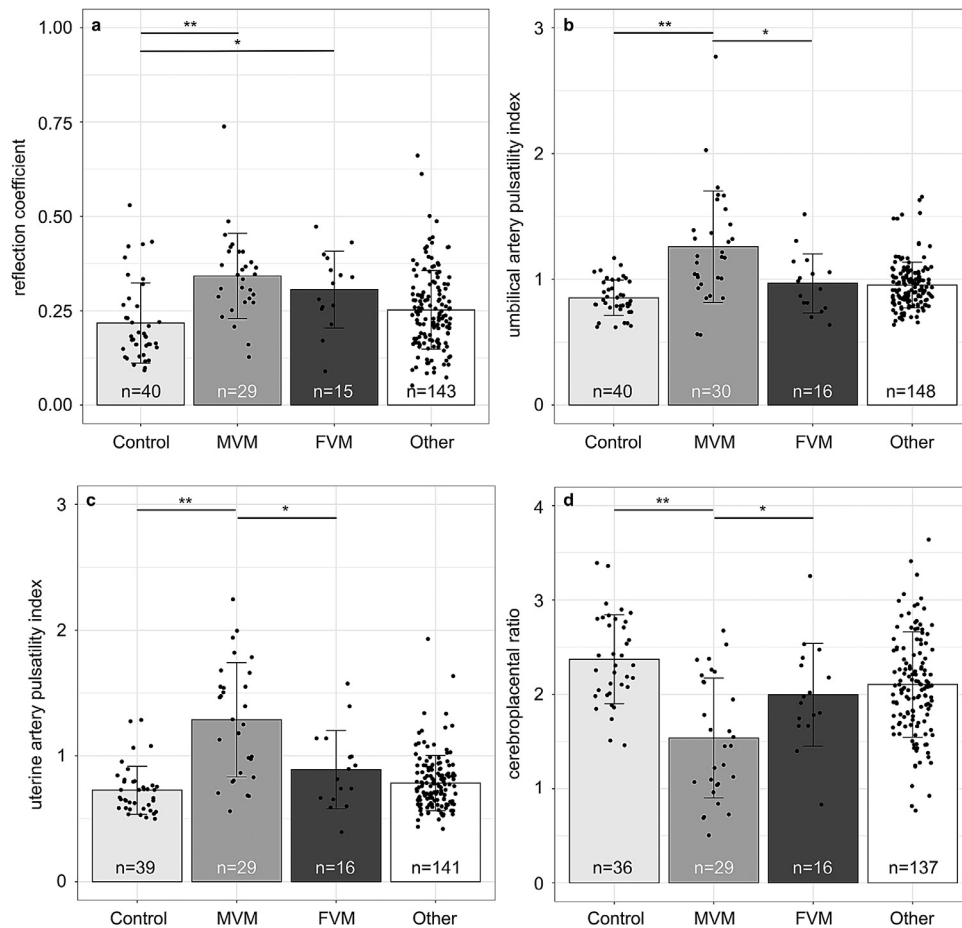 a
**
*
1.00
0.75
0.50
0.25
0.00
reflection coefficient
n=40 n=29 n=15 n=143
Control MVM FVM Other
b
**
*
3
2
1
0
umbilical artery pulsatility index
n=40 n=30 n=16 n=148
Control MVM FVM Other
c
**
*
3
2
1
0
uterine artery pulsatility index
n=39 n=29 n=16 n=141
Control MVM FVM Other
d
**
*
4
3
2
1
0
cerebroplacental ratio
n=36 n=29 n=16 n=137
Control MVM FVM Other